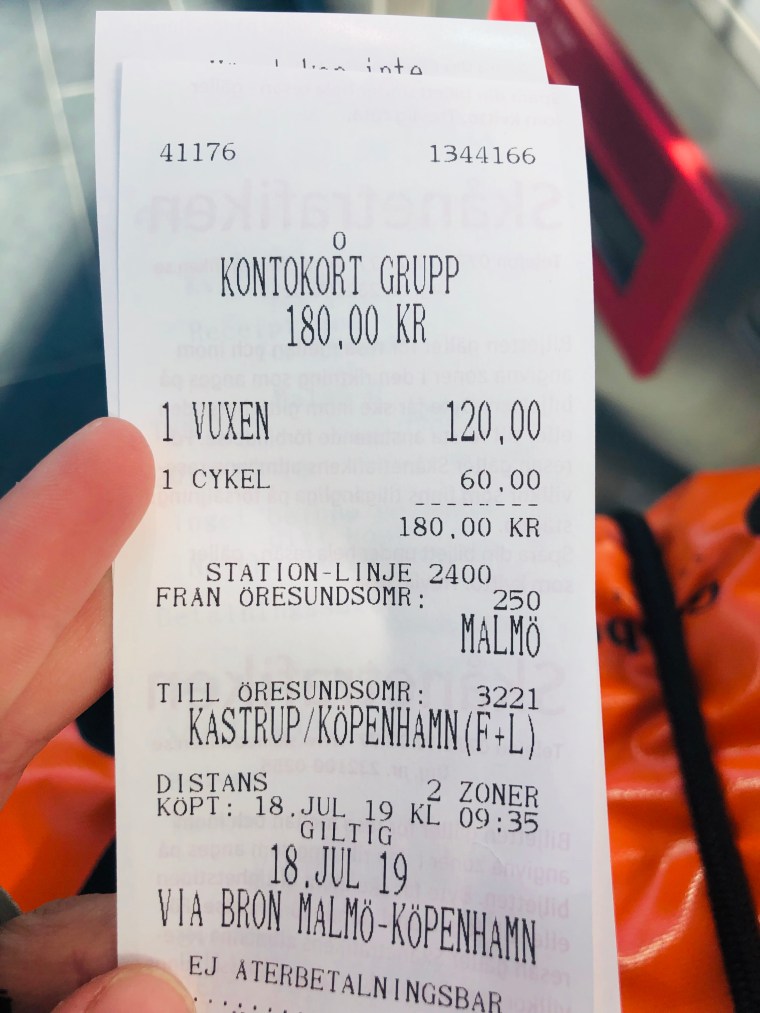 inte
41176 1344166
O
KONTOKORT GRUPP
180,00 KR
1 VUXEN 120,00
1 CYKEL 60,00
180,00 KR
STATION-LINJE 2400
FRÅN ÖRESUNDSOMR: 250
MALMÖ
TILL ÖRESUNDSOMR: 3221
KASTRUP/KÖPENHAMN(F+L)
DISTANS 2 ZONER
KÖPT: 18.JUL 19 KL 09:35
GILTIG
18.JUL 19
VIA BRON MALMÖ-KÖPENHAMN
EJ ÅTERBETALNINGSBAR